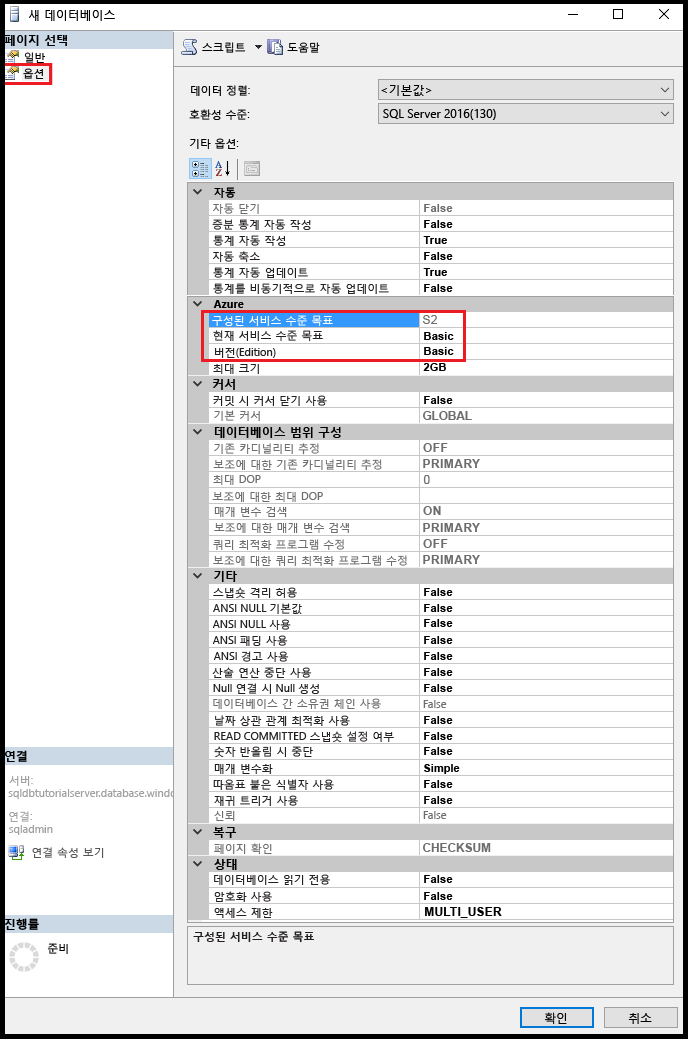 새 데이터베이스
페이지 선택
일반
옵션
스크립트
도움말
데이터 정렬:
<기본값>
호환성 수준:
SQL Server 2016(130)
기타 옵션:
자동
자동 닫기 False
증분 통계 자동 작성 False
통계 자동 작성 True
자동 축소 False
통계 자동 업데이트 True
통계를 비동기적으로 자동 업데이트 False
Azure
구성된 서비스 수준 목표 S2
현재 서비스 수준 목표 Basic
버전(Edition) Basic
최대 크기 2GB
커서
커밋 시 커서 닫기 사용 False
기본 커서 GLOBAL
데이터베이스 범위 구성
기존 카디널리티 추정 OFF
보조에 대한 기존 카디널리티 추정 PRIMARY
최대 DOP 0
보조에 대한 최대 DOP
매개 변수 검색 ON
보조에 대한 매개 변수 검색 PRIMARY
쿼리 최적화 프로그램 수정 OFF
보조에 대한 쿼리 최적화 프로그램 수정 PRIMARY
기타
스냅숏 격리 허용 False
ANSI NULL 기본값 False
ANSI NULL 사용 False
ANSI 패딩 사용 False
ANSI 경고 사용 False
산술 연산 중단 사용 False
Null 연결 시 Null 생성 False
데이터베이스 간 소유권 체인 사용 False
날짜 상관 관계 최적화 사용 False
READ COMMITTED 스냅숏 설정 여부 False
숫자 반올림 시 중단 False
매개 변수화 Simple
따옴표 붙은 식별자 사용 False
재귀 트리거 사용 False
신뢰 False
복구
페이지 확인 CHECKSUM
상태
데이터베이스 읽기 전용 False
암호화 사용 False
액세스 제한 MULTI_USER
구성된 서비스 수준 목표
연결
서버:
sqldbtutorialserver.database.windo
연결:
sqladmin
연결 속성 보기
진행률
준비
확인
취소